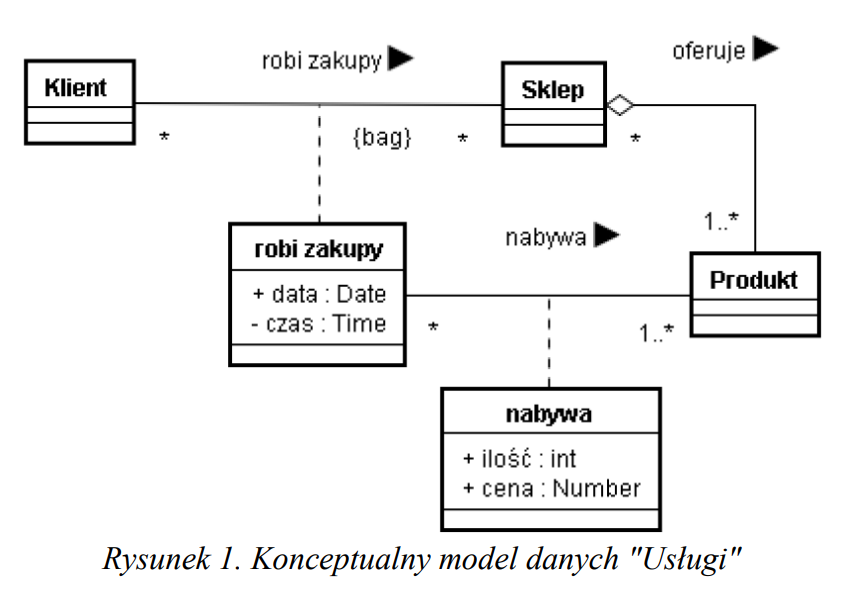 robi zakupy ▶
oferuje ▶
Klient
Sklep
*
{bag}
*
*
1..*
nabywa ▶
robi zakupy
+ data : Date
- czas : Time
Produkt
*
1..*
nabywa
+ ilość : int
+ cena : Number
Rysunek 1. Konceptualny model danych "Usługi"